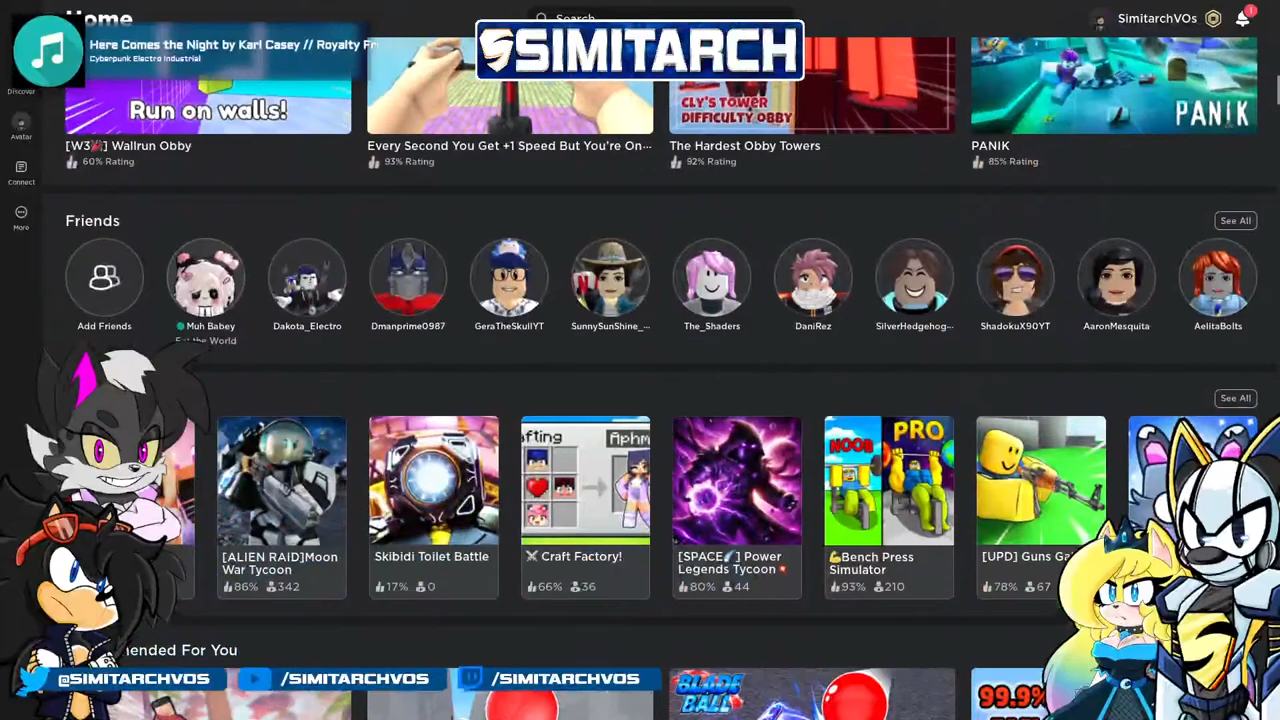 Home
Search
SimitarchVOs
1
Here Comes the Night by Karl Casey // Royalty Fr
Cyberpunk Electro Industrial
SIMITARCH
Discover
Avatar
Connect
More
Run on walls!
CLY'S TOWER
DIFFICULTY OBBY
PANIK
[W3] Wallrun Obby
60% Rating
Every Second You Get +1 Speed But You're On...
93% Rating
The Hardest Obby Towers
92% Rating
PANIK
85% Rating
Friends
See All
Add Friends
Muh Babey
Eat the World
Dakota_Electro
Dmanprime0987
GeraTheSkullYT
SunnySunShine_...
The_Shaders
DaniRez
SilverHedgehog...
ShadokuX90YT
AaronMesquita
AelitaBolts
See All
afting
Aphm
NOOB
PRO
[ALIEN RAiD]Moon
War Tycoon
86% 342
Skibidi Toilet Battle
17% 0
⚔ Craft Factory!
66% 36
[SPACE🚀] Power
Legends Tycoon💥
80% 44
💪Bench Press
Simulator
93% 210
[UPD] Guns Ga
78% 67
mended For You
@SIMITARCHVOS
/SIMITARCHVOS
/SIMITARCHVOS
BLADE
BALL
99.9%